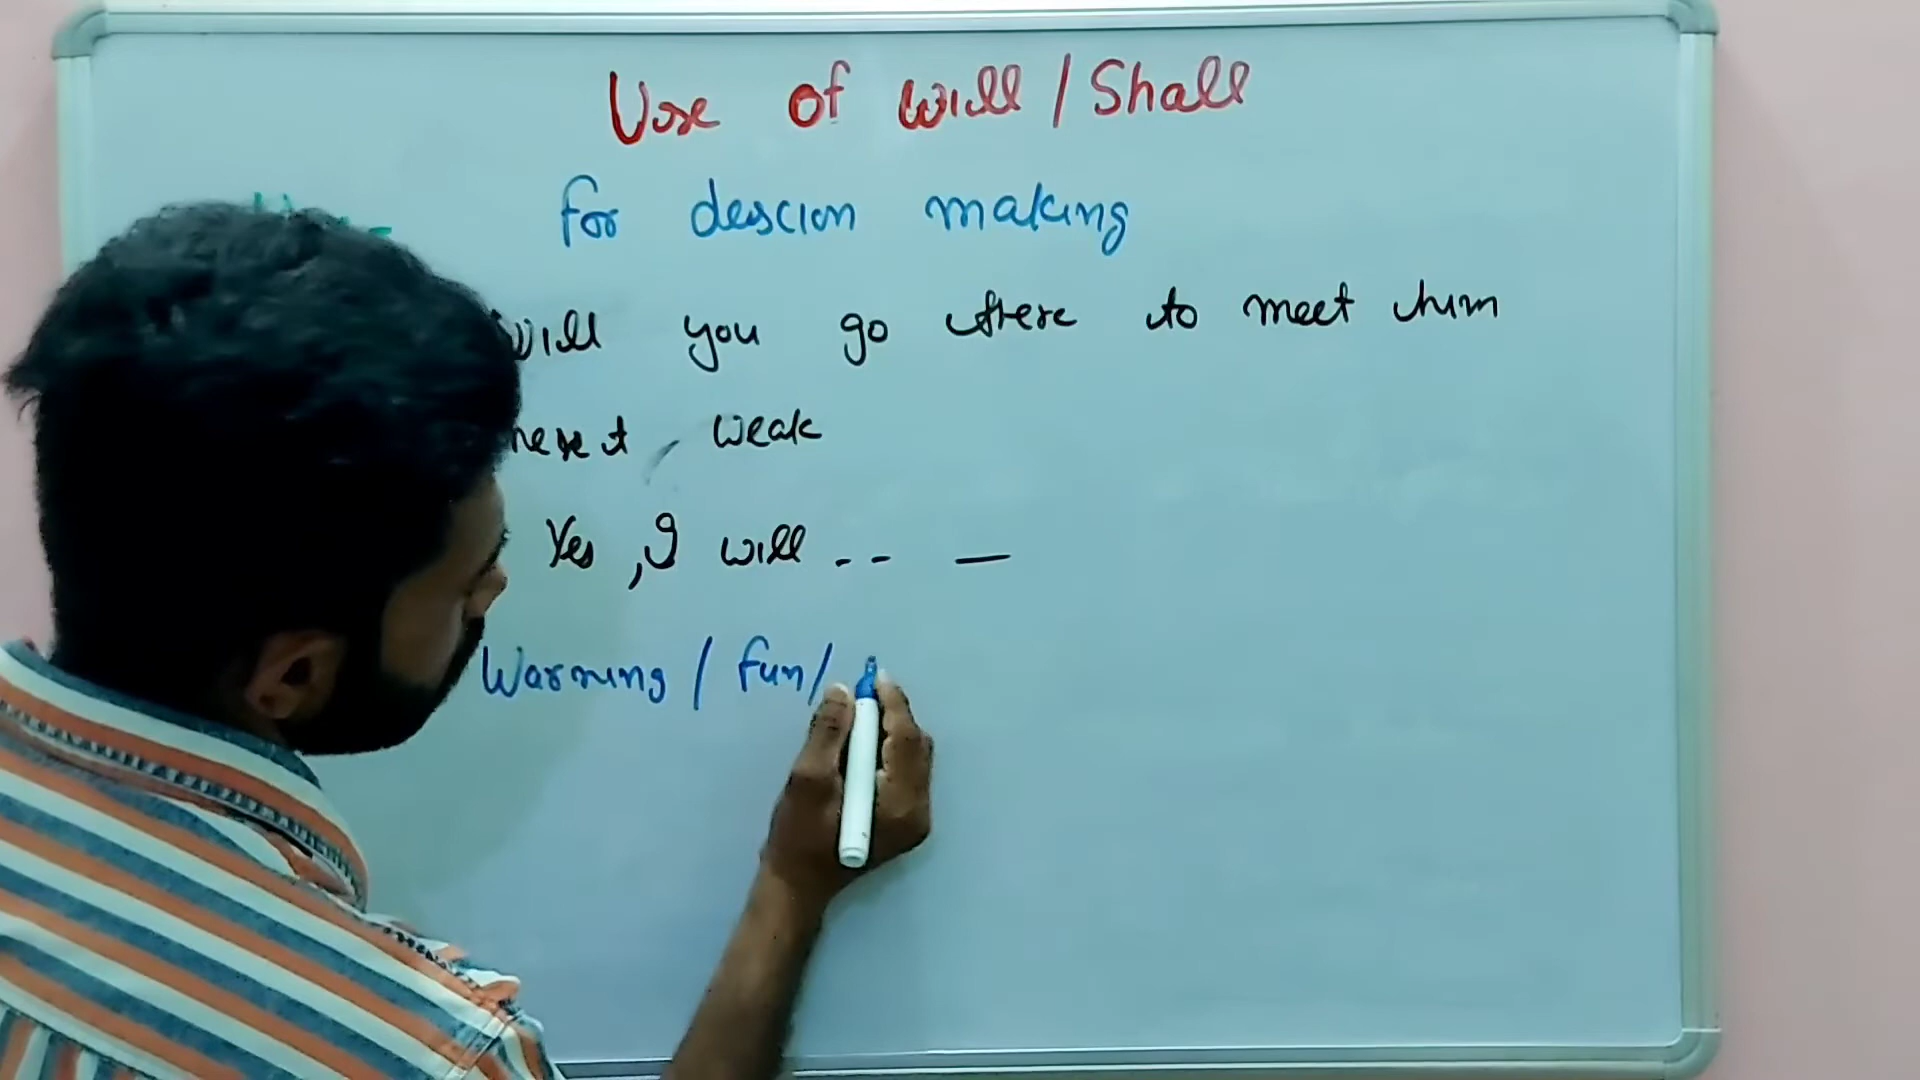 Use of will / Shall
for descion making
will you go there to meet him
next weak
Yes, I will -- —
Warning / fun/